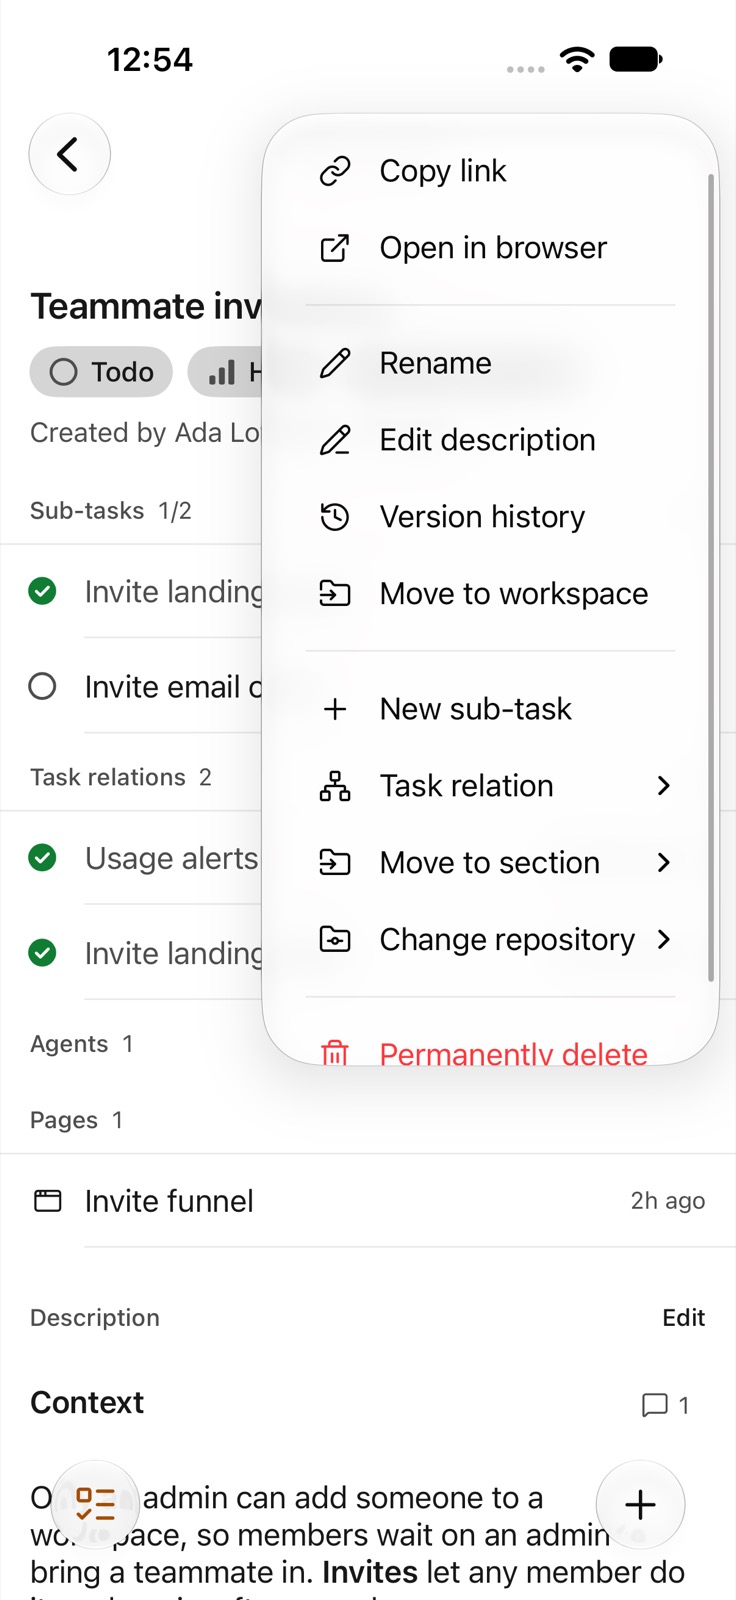 12:54
Copy link
Open in browser
Teammate inv
Rename
Todo
H
Edit description
Created by Ada Lo
Version history
Sub-tasks 1/2
Move to workspace
Invite landing
Invite email c
New sub-task
Task relations 2
Task relation
Usage alerts
Move to section
Invite landing
Change repository
Agents 1
Permanently delete
Pages 1
Invite funnel 2h ago
Description Edit
Context 1
admin can add someone to a
so members wait on an admin
bring a teammate in. Invites let any member do